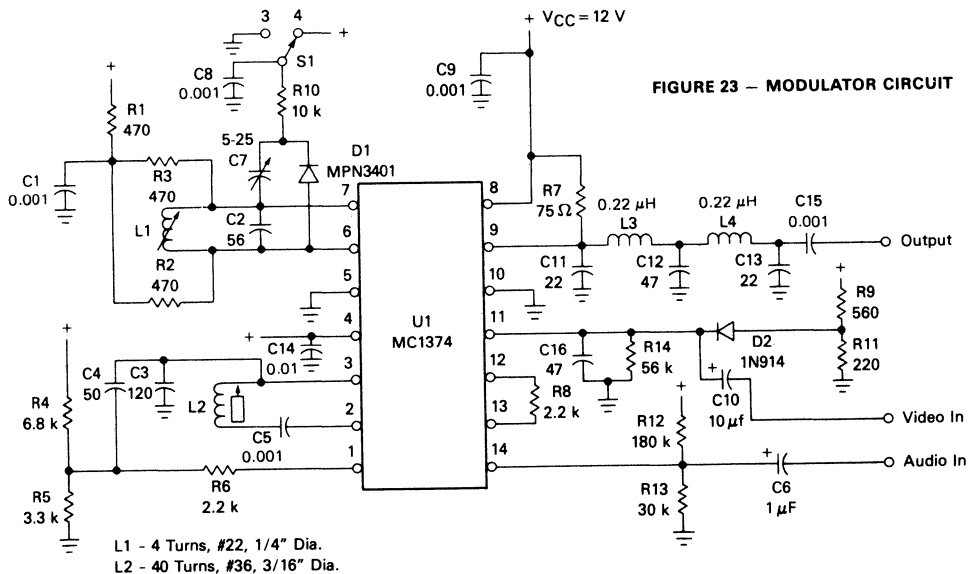 FIGURE 23 – MODULATOR CIRCUIT
3
4
+
S1
C8
0.001
R10
10 k
+
VCC = 12 V
C9
0.001
+
R1
470
C1
0.001
R3
470
L1
R2
470
5-25
C7
C2
56
D1
MPN3401
7
6
5
4
3
2
1
U1
MC1374
8
9
10
11
12
13
14
R7
75 Ω
0.22 μH
L3
0.22 μH
L4
C15
0.001
Output
C11
22
C12
47
C13
22
+
R9
560
R11
220
D2
1N914
C16
47
R14
56 k
+
C10
10 μf
Video In
R8
2.2 k
+
R12
180 k
R13
30 k
+
C6
1 μF
Audio In
+
C14
0.01
+
R4
6.8 k
C4
50
C3
120
L2
C5
0.001
R6
2.2 k
R5
3.3 k
L1 - 4 Turns, #22, 1/4" Dia.
L2 - 40 Turns, #36, 3/16" Dia.